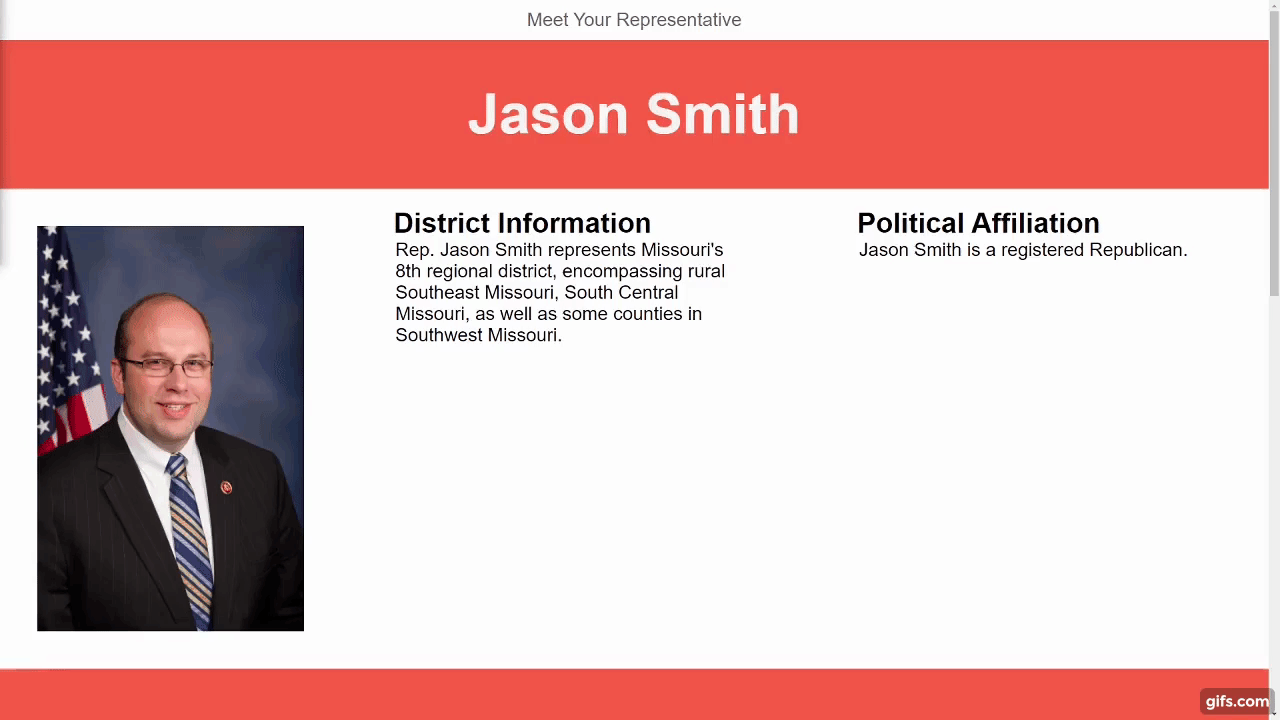 Meet Your Representative
Jason Smith
District Information
Rep. Jason Smith represents Missouri's
8th regional district, encompassing rural
Southeast Missouri, South Central
Missouri, as well as some counties in
Southwest Missouri.
Political Affiliation
Jason Smith is a registered Republican.
gifs.com